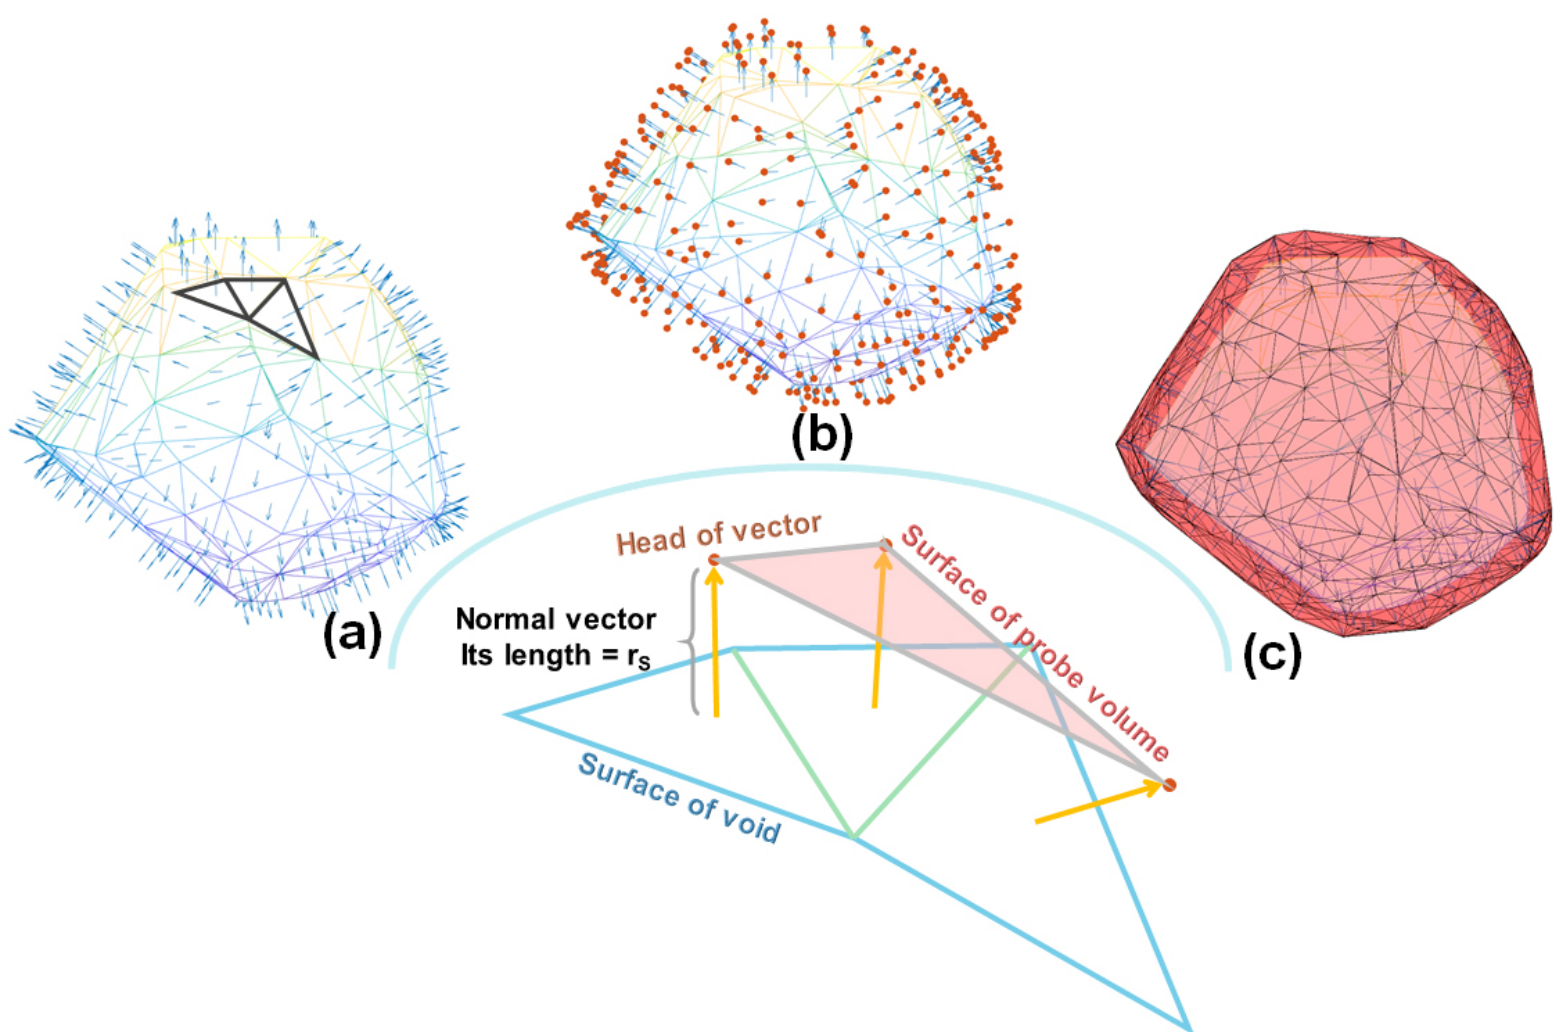 (b)
(a)
(c)
Head of vector
Surface of probe volume
Normal vector
Its length = rₛ
Surface of void